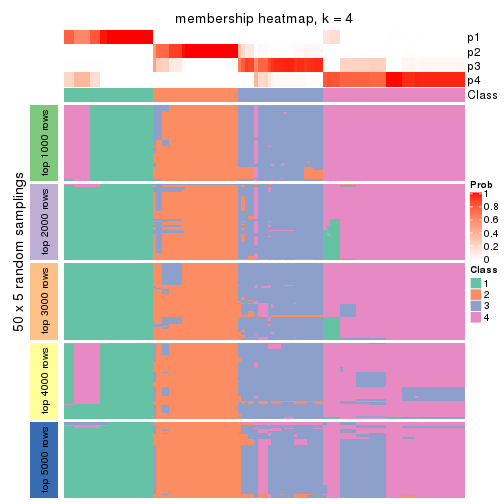 membership heatmap, k = 4
p1
p2
p3
p4
Class
50 x 5 random samplings
top 1000 rows
top 2000 rows
top 3000 rows
top 4000 rows
top 5000 rows
Prob
1
0.8
0.6
0.4
0.2
0
Class
1
2
3
4